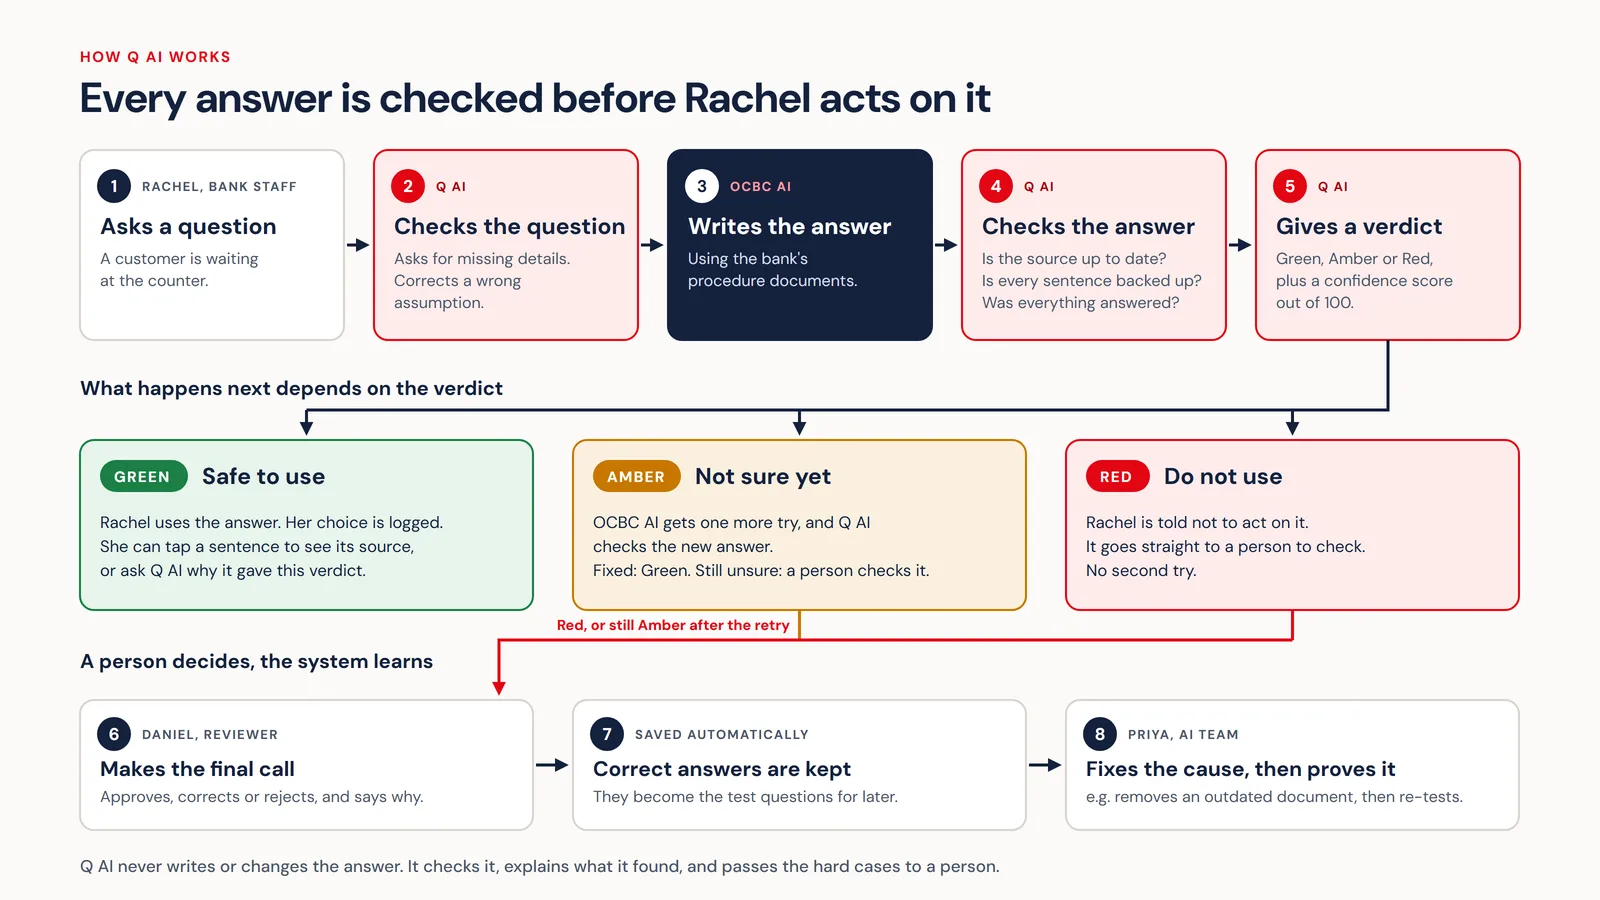 HOW Q AI WORKS
Every answer is checked before Rachel acts on it
1 RACHEL, BANK STAFF
Asks a question
A customer is waiting
at the counter.
2 Q AI
Checks the question
Asks for missing details.
Corrects a wrong
assumption.
3 OCBC AI
Writes the answer
Using the bank's
procedure documents.
4 Q AI
Checks the answer
Is the source up to date?
Is every sentence backed up?
Was everything answered?
5 Q AI
Gives a verdict
Green, Amber or Red,
plus a confidence score
out of 100.
What happens next depends on the verdict
GREEN Safe to use
Rachel uses the answer. Her choice is logged.
She can tap a sentence to see its source,
or ask Q AI why it gave this verdict.
AMBER Not sure yet
OCBC AI gets one more try, and Q AI
checks the new answer.
Fixed: Green. Still unsure: a person checks it.
RED Do not use
Rachel is told not to act on it.
It goes straight to a person to check.
No second try.
Red, or still Amber after the retry
A person decides, the system learns
6 DANIEL, REVIEWER
Makes the final call
Approves, corrects or rejects, and says why.
7 SAVED AUTOMATICALLY
Correct answers are kept
They become the test questions for later.
8 PRIYA, AI TEAM
Fixes the cause, then proves it
e.g. removes an outdated document, then re-tests.
Q AI never writes or changes the answer. It checks it, explains what it found, and passes the hard cases to a person.